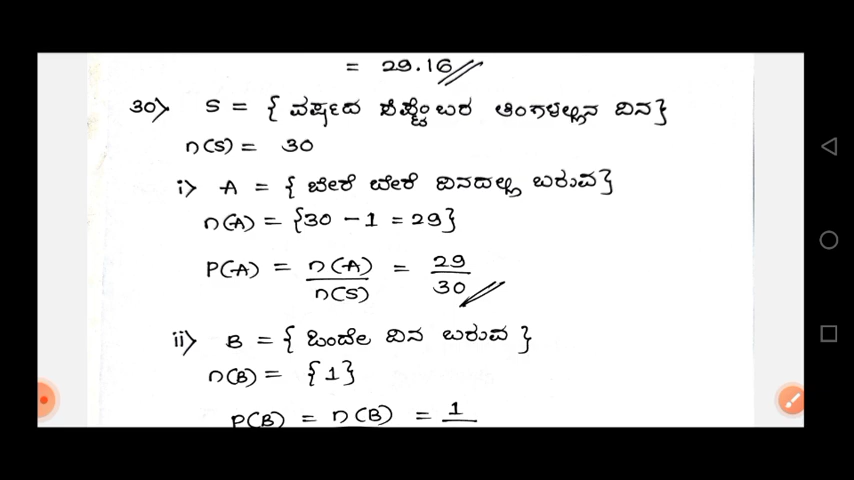 = 29.16
30> S = { ವರ್ಷದ ಸೆಪ್ಟೆಂಬರ ತಿಂಗಳಲ್ಲಿನ ದಿನ}
n(S) = 30
i> A = { ಬೇರೆ ಬೇರೆ ದಿನದಲ್ಲಿ ಬರುವ}
n(A) = {30 - 1 = 29}
P(A) = n(A)/n(S) = 29/30
ii> B = { ಒಂದೇ ದಿನ ಬರುವ }
n(B) = {1}
P(B) = n(B) = 1